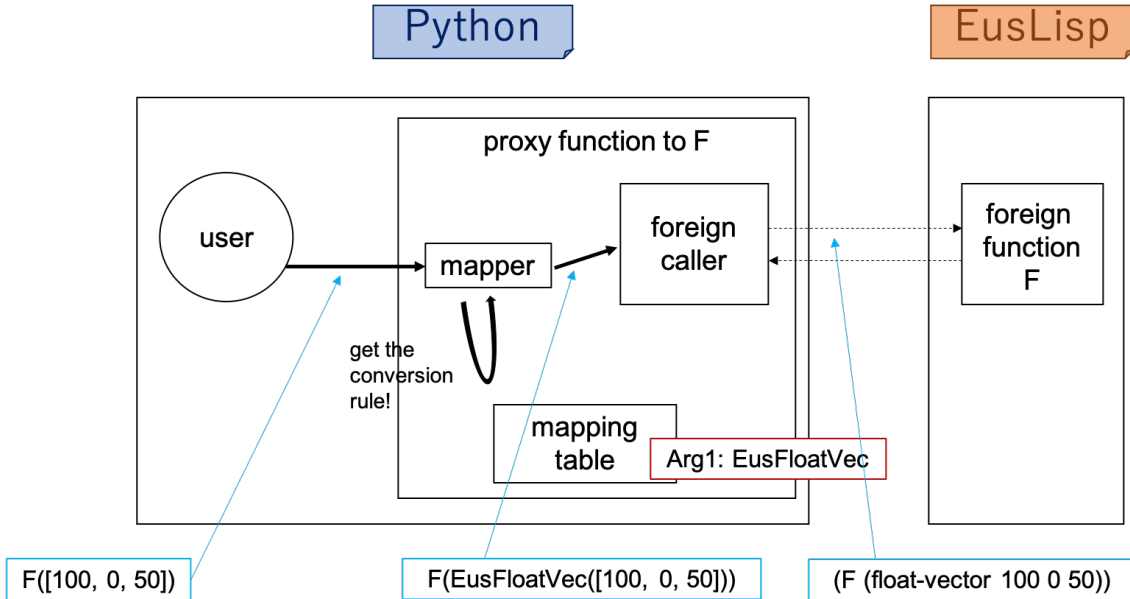 Python
EusLisp
proxy function to F
user
mapper
foreign
caller
foreign
function
F
get the
conversion
rule!
mapping
table
Arg1: EusFloatVec
F([100, 0, 50])
F(EusFloatVec([100, 0, 50]))
(F (float-vector 100 0 50))